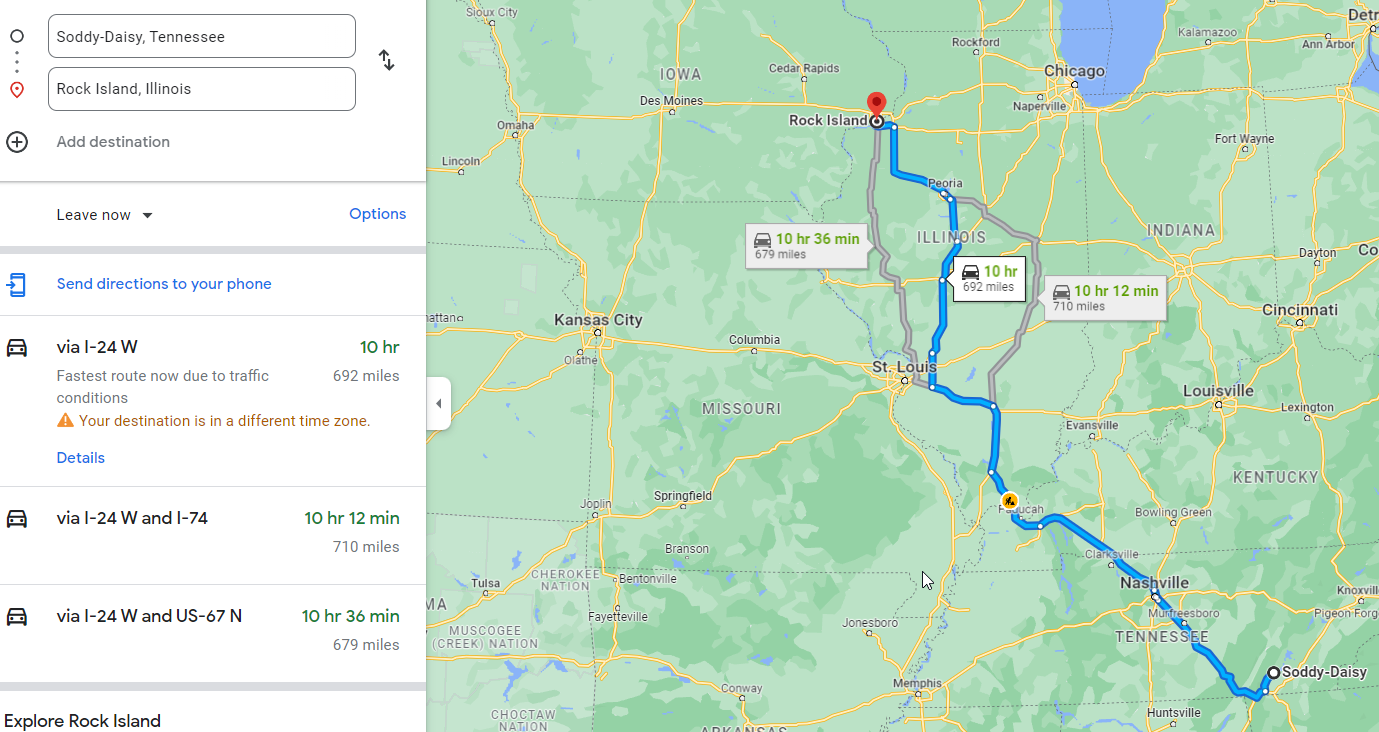 Soddy-Daisy, Tennessee
Rock Island, Illinois
Add destination
Leave now
Options
Send directions to your phone
via I-24 W
10 hr
Fastest route now due to traffic
conditions
692 miles
Your destination is in a different time zone.
Details
via I-24 W and I-74
10 hr 12 min
710 miles
via I-24 W and US-67 N
10 hr 36 min
679 miles
Explore Rock Island
Sioux City
Rockford
Kalamazoo
Detr
Ann Arbor
IOWA
Cedar Rapids
Chicago
Des Moines
Naperville
Omaha
Rock Island
Fort Wayne
Lincoln
Peoria
ILLINOIS
INDIANA
10 hr 36 min
679 miles
10 hr
692 miles
10 hr 12 min
710 miles
Dayton
Co
Cincinnati
attan
Kansas City
Columbia
Olathe
St. Louis
Louisville
MISSOURI
Lexington
Evansville
KENTUCKY
Springfield
Joplin
Paducah
Bowling Green
Branson
Clarksville
Tulsa
CHEROKEE
NATION
Bentonville
Nashville
Knoxvi
MA
Fayetteville
Murfreesboro
Pigeon Forg
MUSCOGEE
(CREEK) NATION
Jonesboro
TENNESSEE
Soddy-Daisy
Memphis
Conway
Huntsville
CHOCTAW
NATION
ARKANSAS